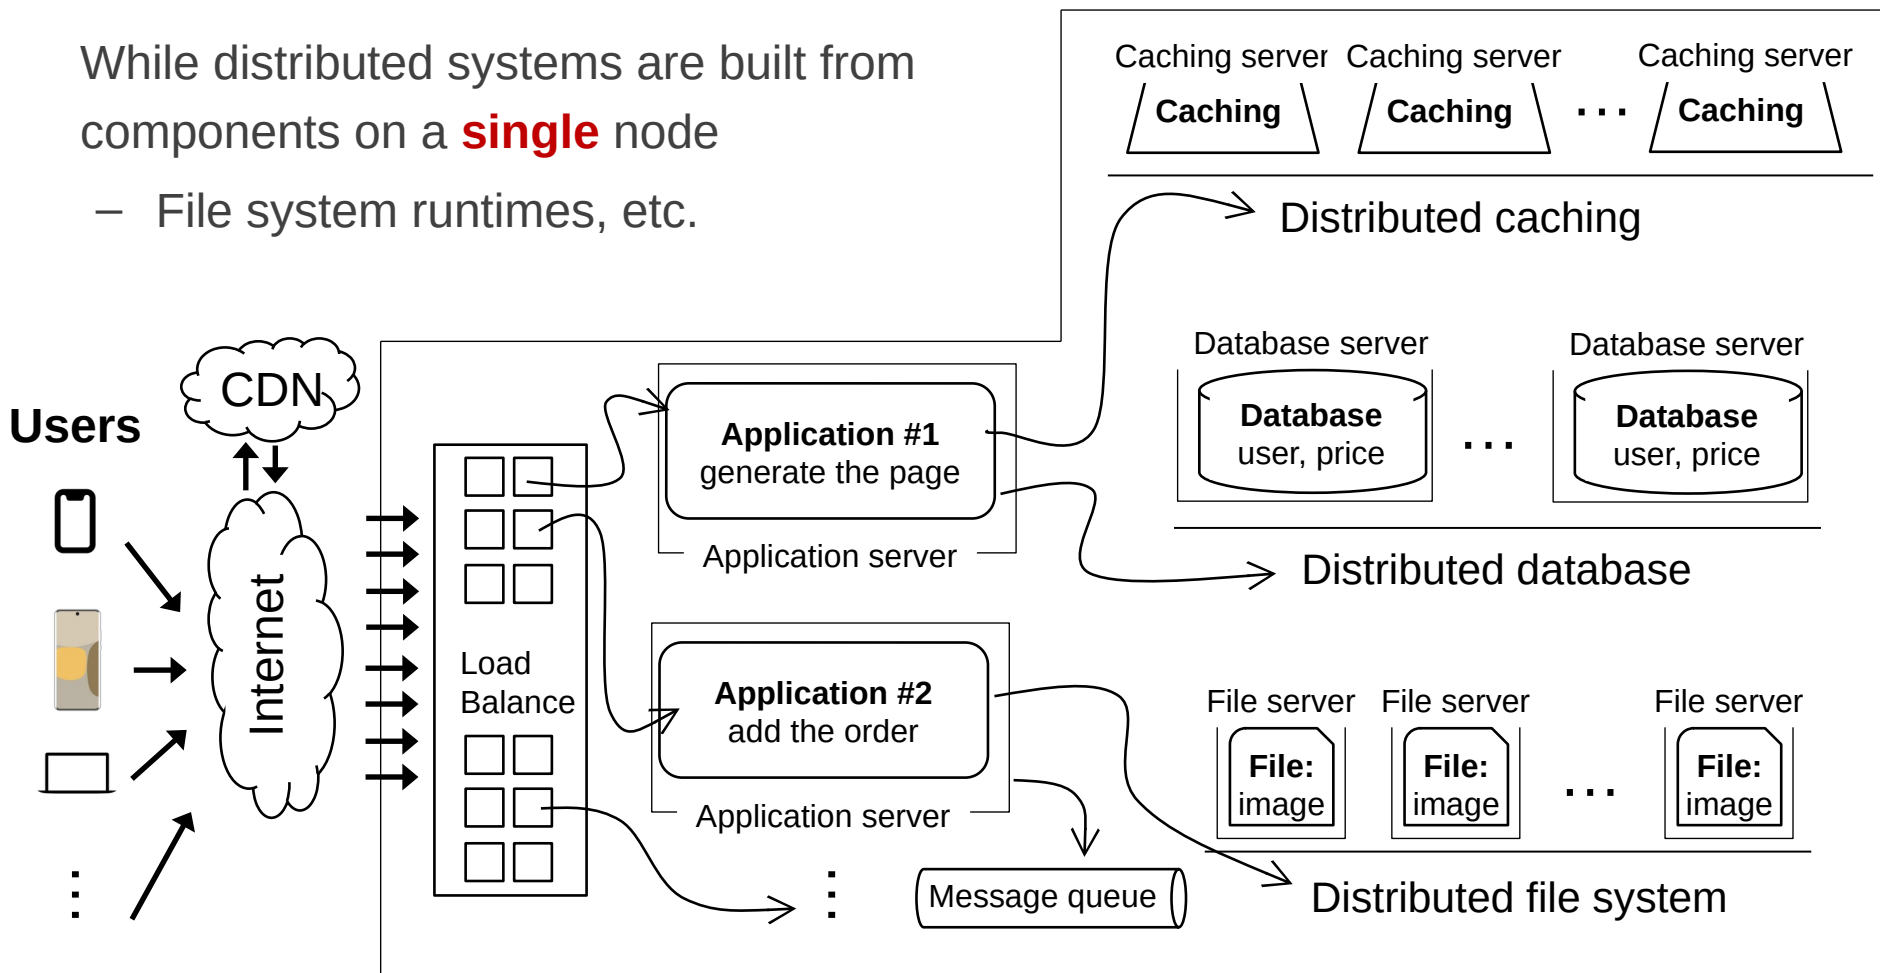 While distributed systems are built from
components on a single node
– File system runtimes, etc.
Caching server Caching server Caching server
Caching Caching ... Caching
Distributed caching
Database server Database server
Database
user, price
...
Database
user, price
Distributed database
CDN
Users
Internet
Load
Balance
Application #1
generate the page
Application server
Application #2
add the order
Application server
...
Message queue
File server File server File server
File:
image
File:
image
...
File:
image
Distributed file system